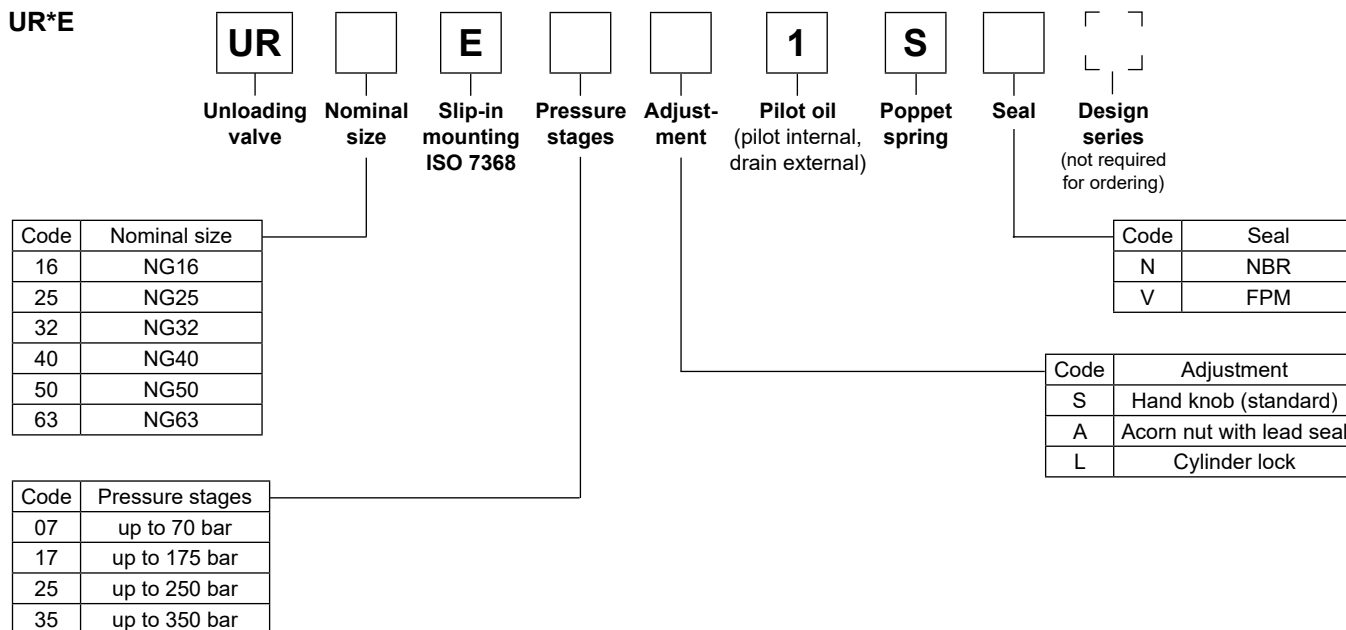 UR*E
UR E 1 S
Unloading valve
Nominal size
Slip-in mounting ISO 7368
Pressure stages
Adjust-ment
Pilot oil (pilot internal, drain external)
Poppet spring
Seal
Design series (not required for ordering)
Code Nominal size
16 NG16
25 NG25
32 NG32
40 NG40
50 NG50
63 NG63
Code Seal
N NBR
V FPM
Code Adjustment
S Hand knob (standard)
A Acorn nut with lead seal
L Cylinder lock
Code Pressure stages
07 up to 70 bar
17 up to 175 bar
25 up to 250 bar
35 up to 350 bar